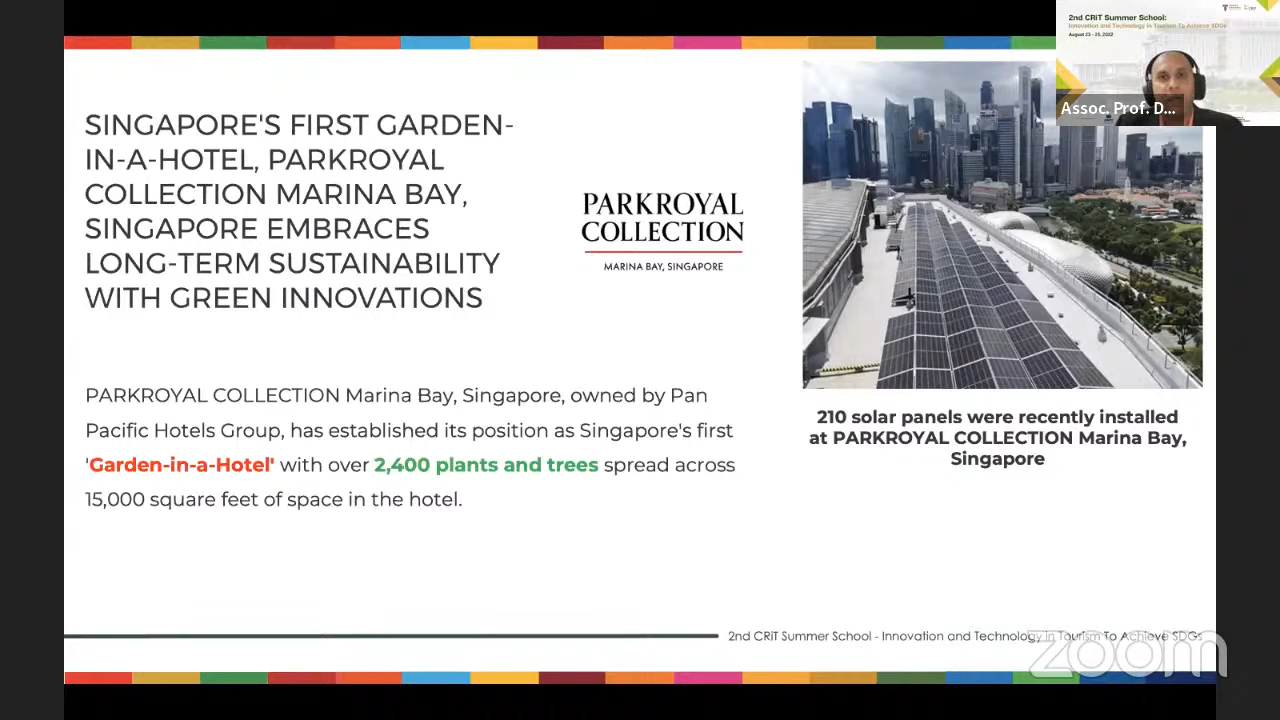 2nd CRiT Summer School:
Innovation and Technology in Tourism To Achieve SDGs
August 23 - 25, 2022
Assoc. Prof. D...
SINGAPORE'S FIRST GARDEN-
IN-A-HOTEL, PARKROYAL
COLLECTION MARINA BAY,
SINGAPORE EMBRACES
LONG-TERM SUSTAINABILITY
WITH GREEN INNOVATIONS
PARKROYAL
COLLECTION
MARINA BAY, SINGAPORE
PARKROYAL COLLECTION Marina Bay, Singapore, owned by Pan
Pacific Hotels Group, has established its position as Singapore's first
'Garden-in-a-Hotel' with over 2,400 plants and trees spread across
15,000 square feet of space in the hotel.
210 solar panels were recently installed
at PARKROYAL COLLECTION Marina Bay,
Singapore
2nd CRiT Summer School - Innovation and Technology in Tourism To Achieve SDGs
zoom